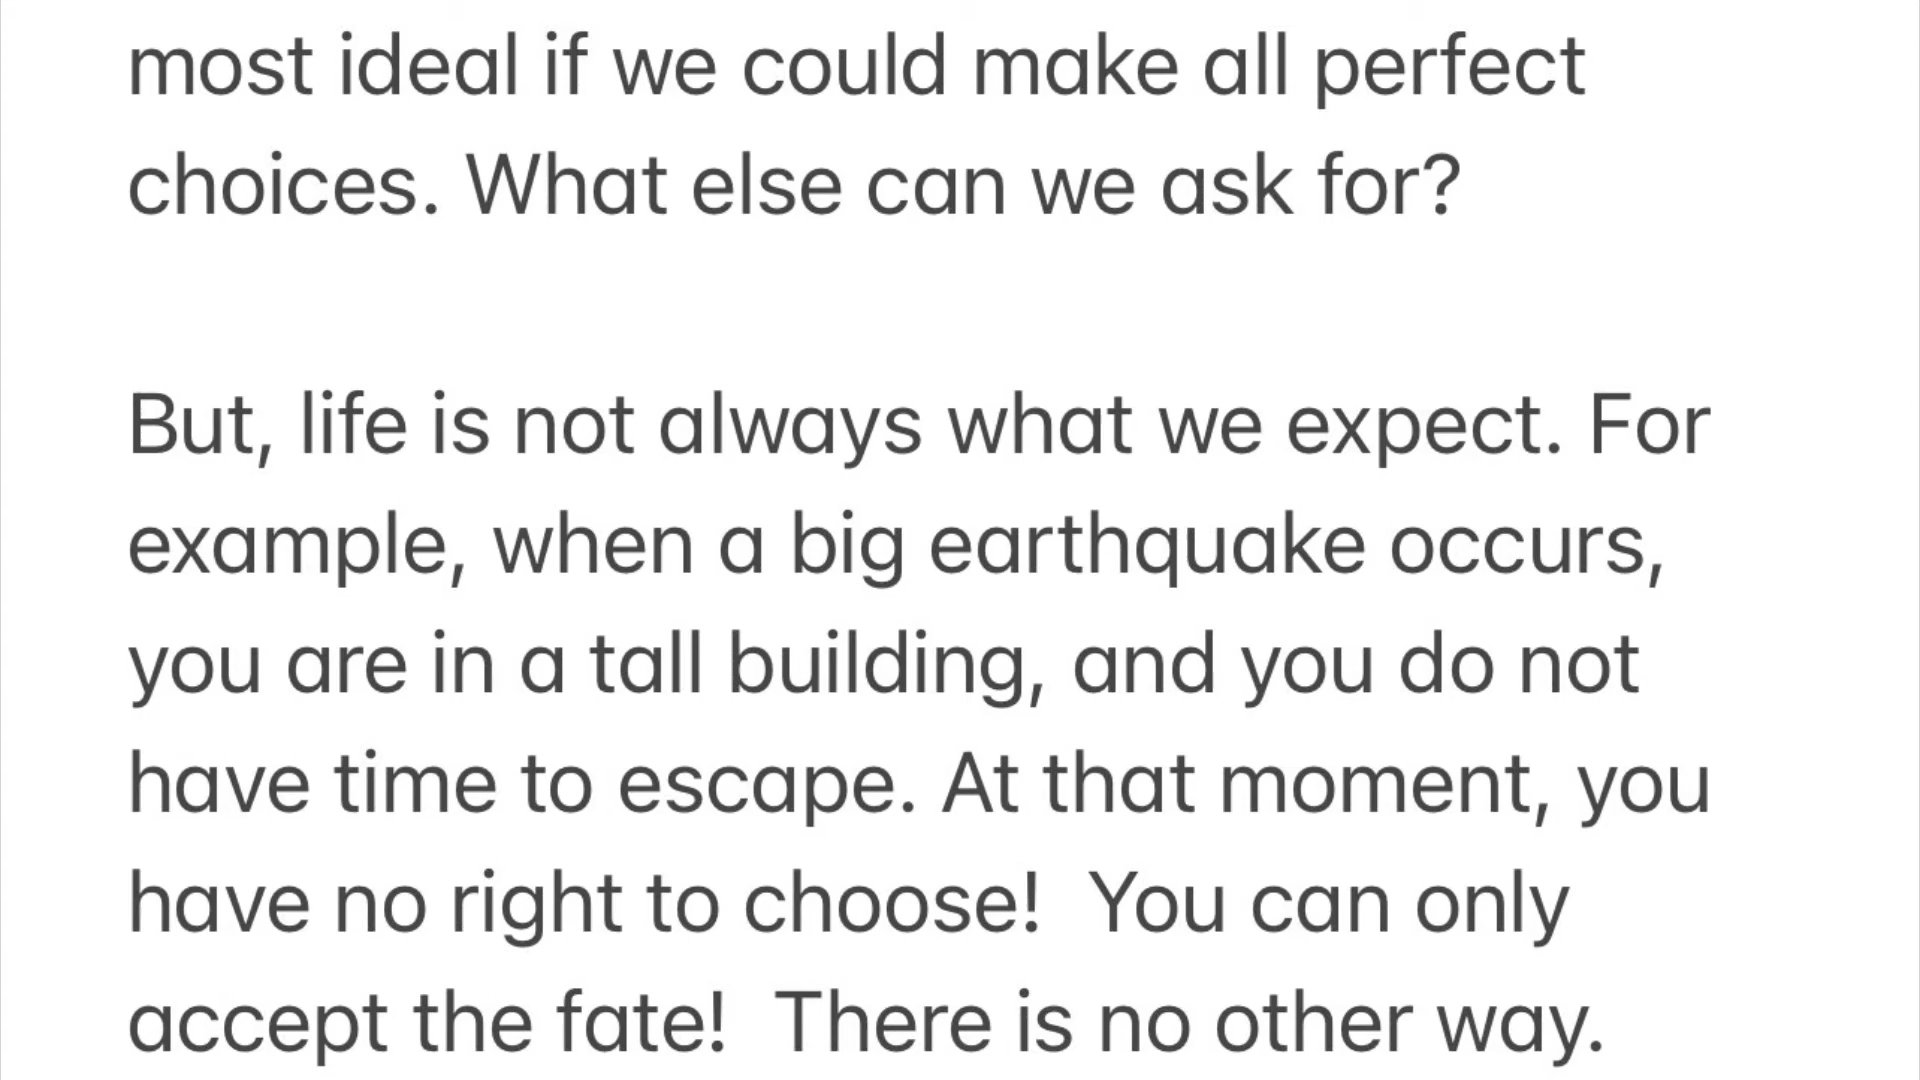 most ideal if we could make all perfect
choices. What else can we ask for?
But, life is not always what we expect. For
example, when a big earthquake occurs,
you are in a tall building, and you do not
have time to escape. At that moment, you
have no right to choose!  You can only
accept the fate!  There is no other way.